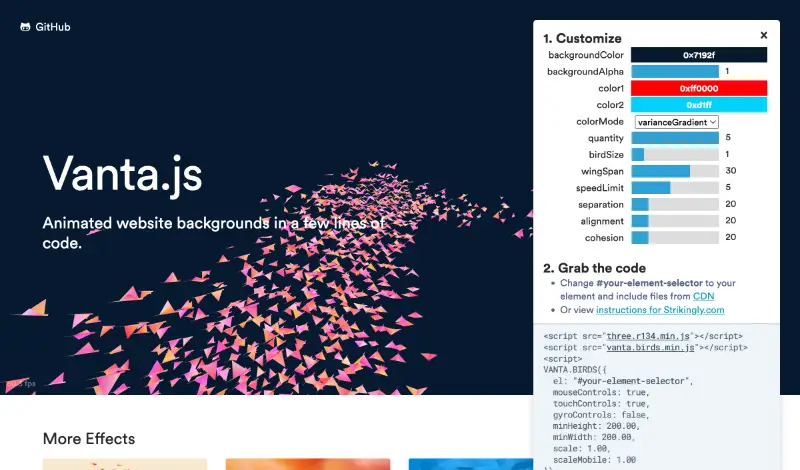 GitHub
Vanta.js
Animated website backgrounds in a few lines of
code.
fps
More Effects
×
1. Customize
backgroundColor 0x7192f
backgroundAlpha 1
color1 0xff0000
color2 0xd1ff
colorMode varianceGradient
quantity 5
birdSize 1
wingSpan 30
speedLimit 5
separation 20
alignment 20
cohesion 20
2. Grab the code
Change #your-element-selector to your
element and include files from CDN
Or view instructions for Strikingly.com
<script src="three.r134.min.js"></script>
<script src="vanta.birds.min.js"></script>
<script>
VANTA.BIRDS({
el: "#your-element-selector",
mouseControls: true,
touchControls: true,
gyroControls: false,
minHeight: 200.00,
minWidth: 200.00,
scale: 1.00,
scaleMobile: 1.00